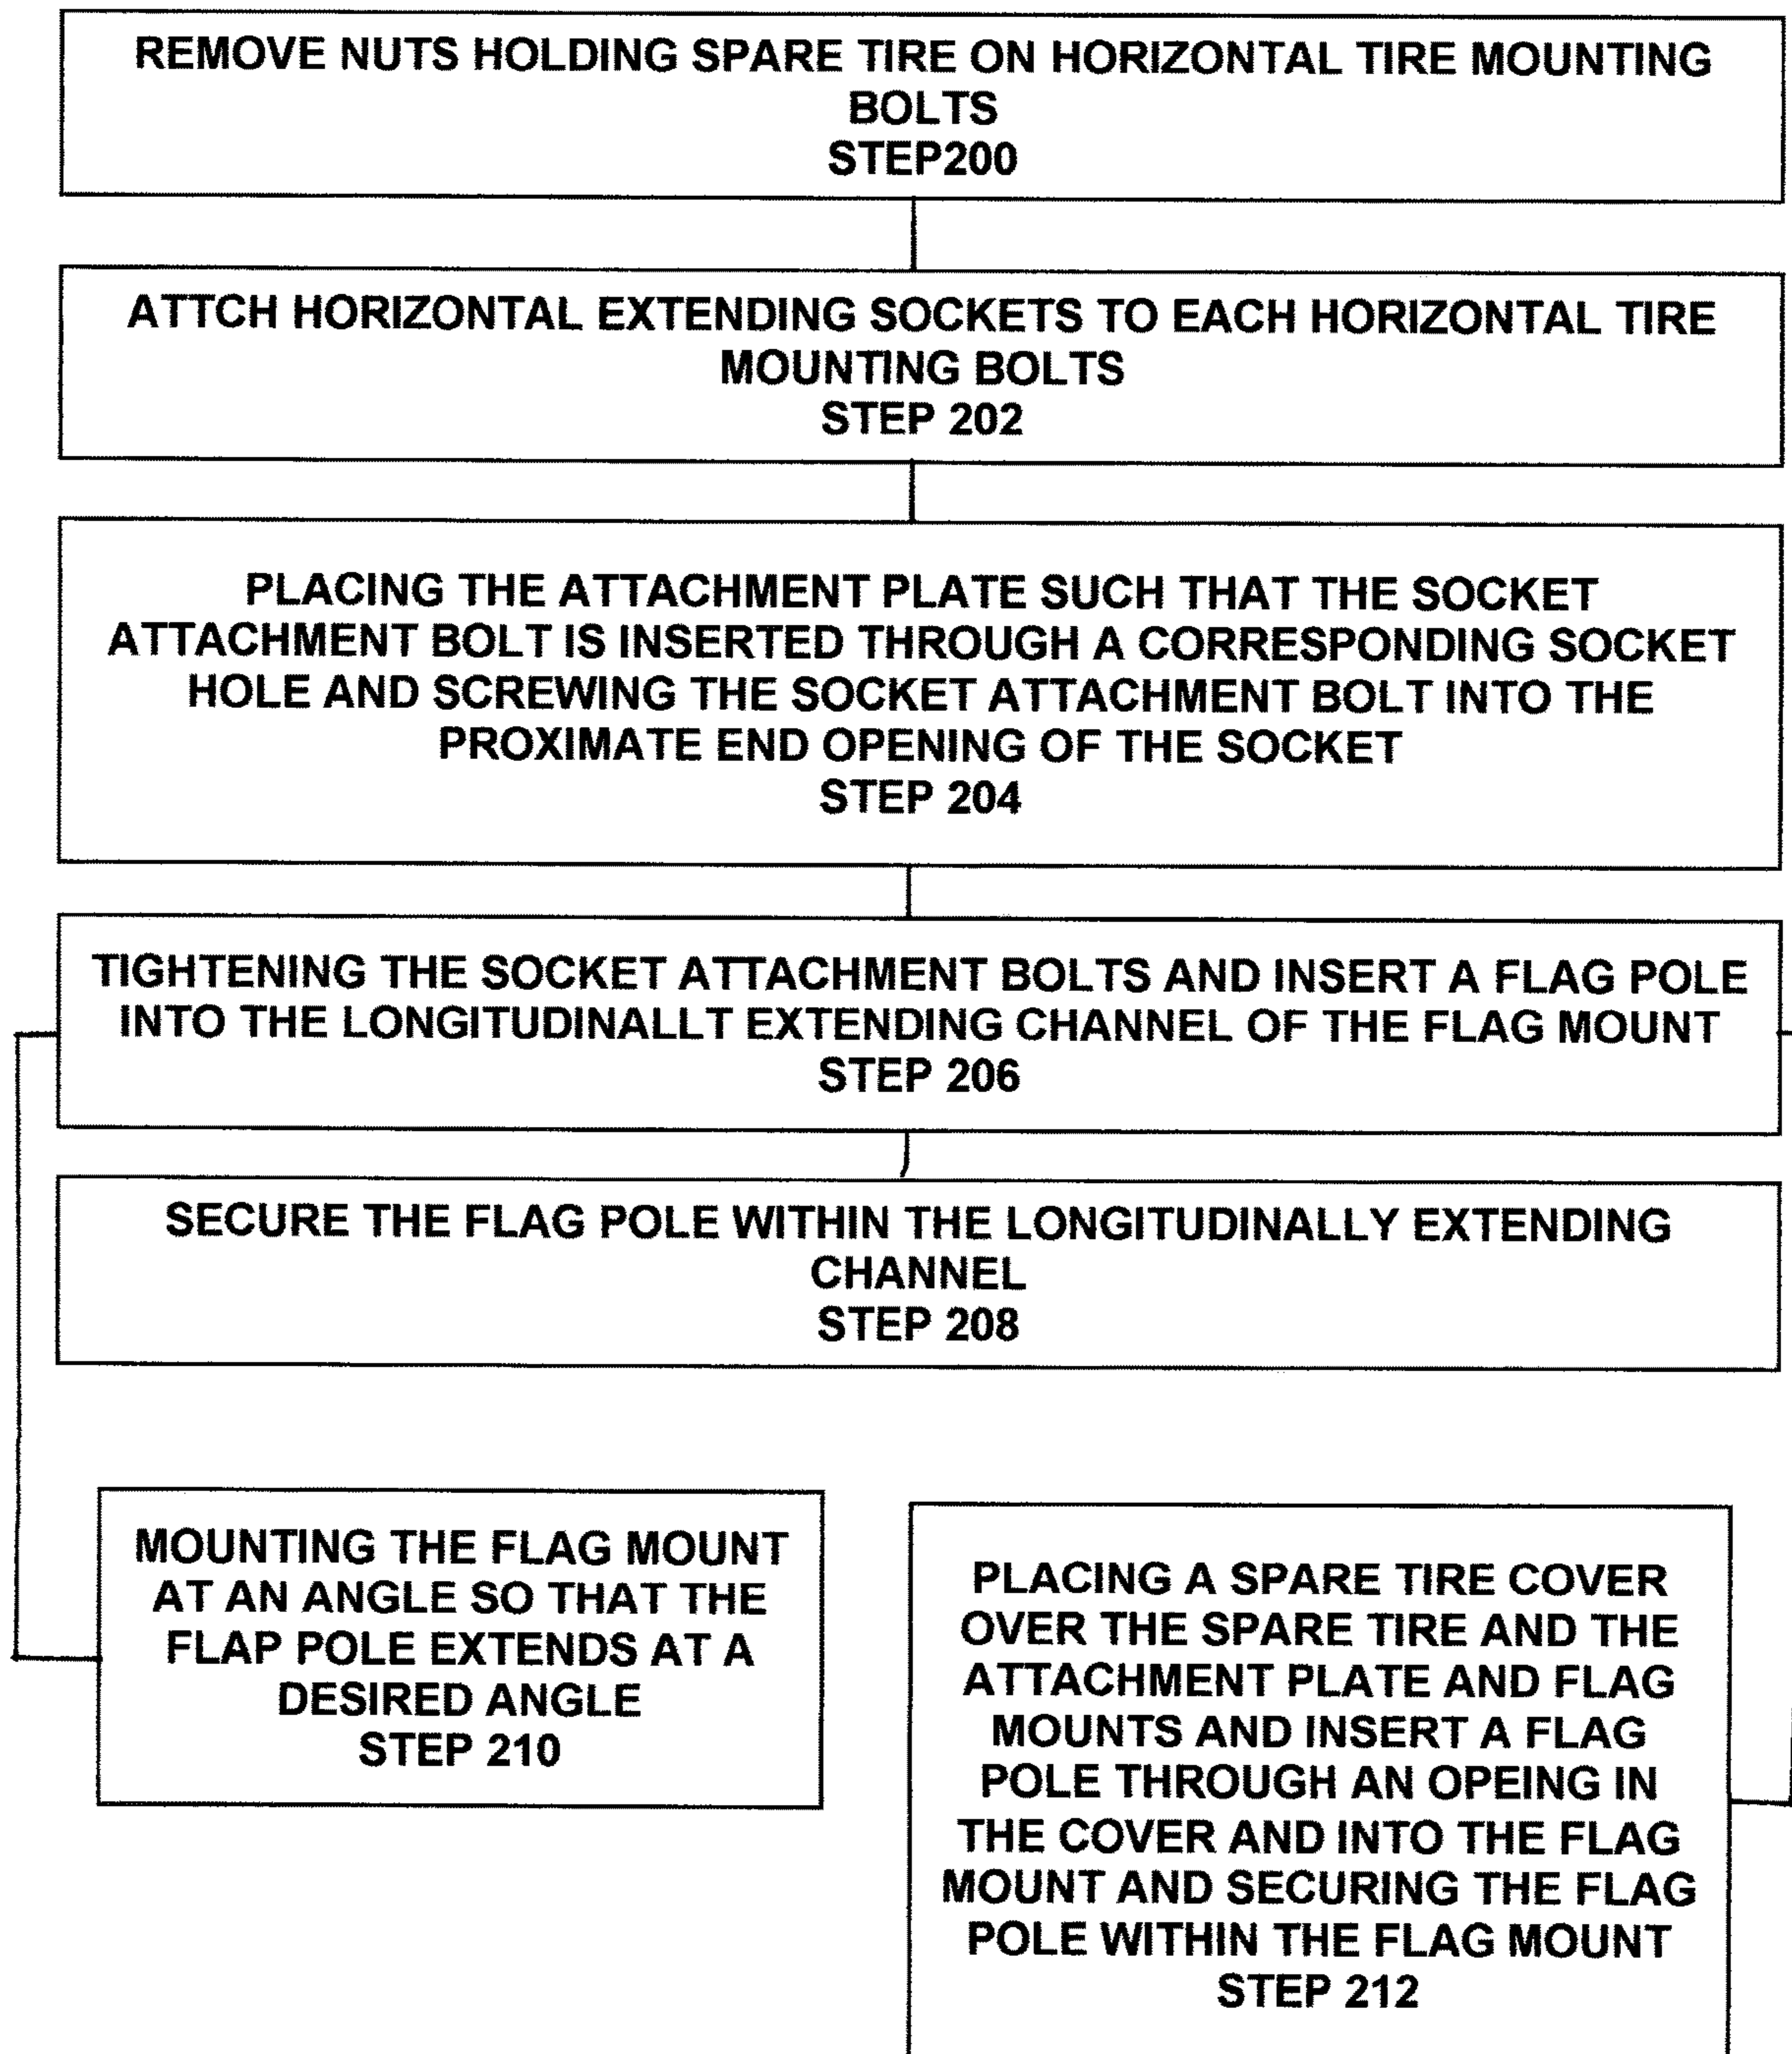 REMOVE NUTS HOLDING SPARE TIRE ON HORIZONTAL TIRE MOUNTING
BOLTS
STEP200
ATTCH HORIZONTAL EXTENDING SOCKETS TO EACH HORIZONTAL TIRE
MOUNTING BOLTS
STEP 202
PLACING THE ATTACHMENT PLATE SUCH THAT THE SOCKET
ATTACHMENT BOLT IS INSERTED THROUGH A CORRESPONDING SOCKET
HOLE AND SCREWING THE SOCKET ATTACHMENT BOLT INTO THE
PROXIMATE END OPENING OF THE SOCKET
STEP 204
TIGHTENING THE SOCKET ATTACHMENT BOLTS AND INSERT A FLAG POLE
INTO THE LONGITUDINALLT EXTENDING CHANNEL OF THE FLAG MOUNT
STEP 206
SECURE THE FLAG POLE WITHIN THE LONGITUDINALLY EXTENDING
CHANNEL
STEP 208
MOUNTING THE FLAG MOUNT
AT AN ANGLE SO THAT THE
FLAP POLE EXTENDS AT A
DESIRED ANGLE
STEP 210
PLACING A SPARE TIRE COVER
OVER THE SPARE TIRE AND THE
ATTACHMENT PLATE AND FLAG
MOUNTS AND INSERT A FLAG
POLE THROUGH AN OPEING IN
THE COVER AND INTO THE FLAG
MOUNT AND SECURING THE FLAG
POLE WITHIN THE FLAG MOUNT
STEP 212